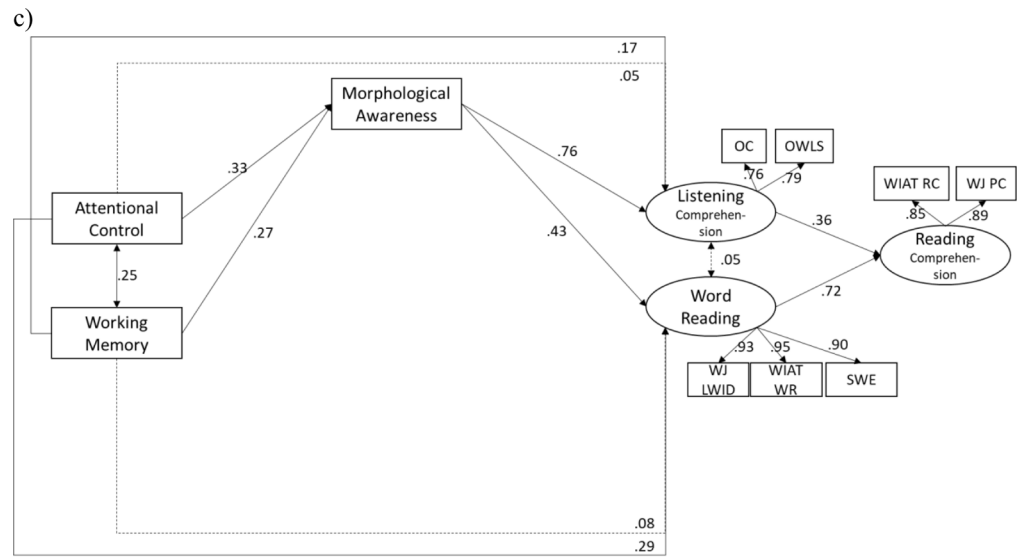 c)
.17
.05
Morphological
Awareness
.33
.27
.76
.43
Attentional
Control
.25
Working
Memory
OC
OWLS
.76
.79
Listening
Comprehen-
sion
.05
Word
Reading
.36
.72
WIAT RC
WJ PC
.85
.89
Reading
Comprehen-
sion
.93
.95
.90
WJ
LWID
WIAT
WR
SWE
.08
.29